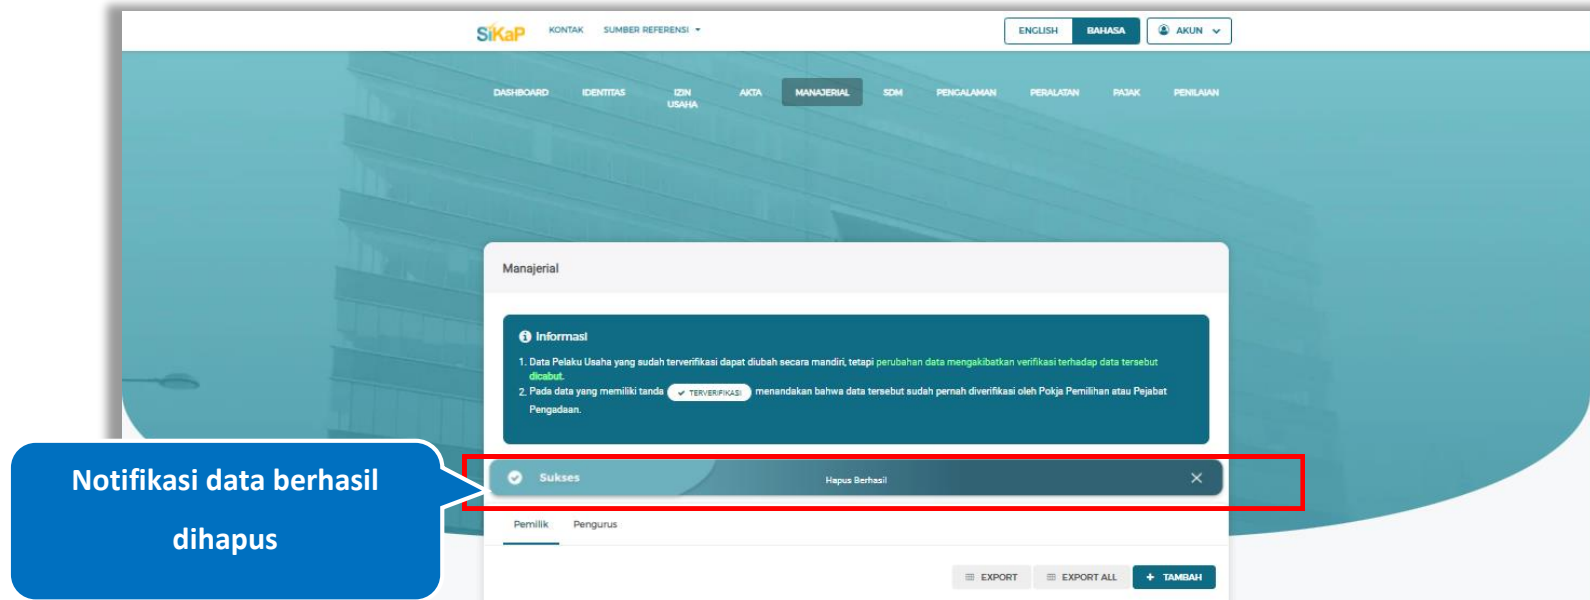 SiKaP KONTAK SUMBER REFERENSI ENGLISH BAHASA AKUN
DASHBOARD IDENTITAS IZIN USAHA AKTA MANAJERIAL SDM PENGALAMAN PERALATAN PAJAK PENILAIAN
Manajerial
Informasi
1. Data Pelaku Usaha yang sudah terverifikasi dapat diubah secara mandiri, tetapi perubahan data mengakibatkan verifikasi terhadap data tersebut
dicabut.
2. Pada data yang memiliki tanda TERVERIFIKASI menandakan bahwa data tersebut sudah pernah diverifikasi oleh Pokja Pemilihan atau Pejabat
Pengadaan.
Notifikasi data berhasil
dihapus
Sukses Hapus Berhasil
Pemilik Pengurus
EXPORT EXPORT ALL + TAMBAH